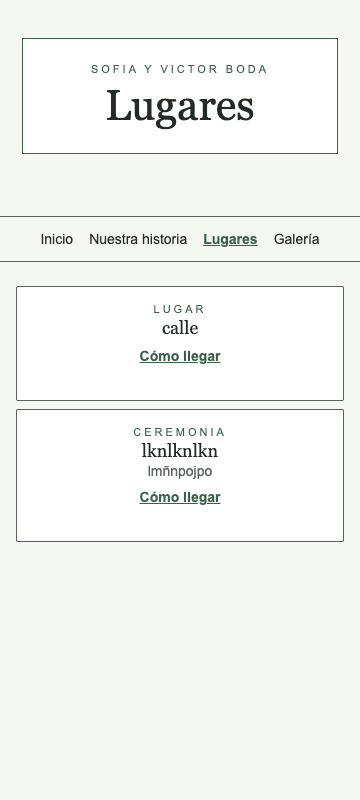 SOFIA Y VICTOR BODA
Lugares
Inicio Nuestra historia Lugares Galería
LUGAR
calle
Cómo llegar
CEREMONIA
lknlknlkn
lmñnpojpo
Cómo llegar